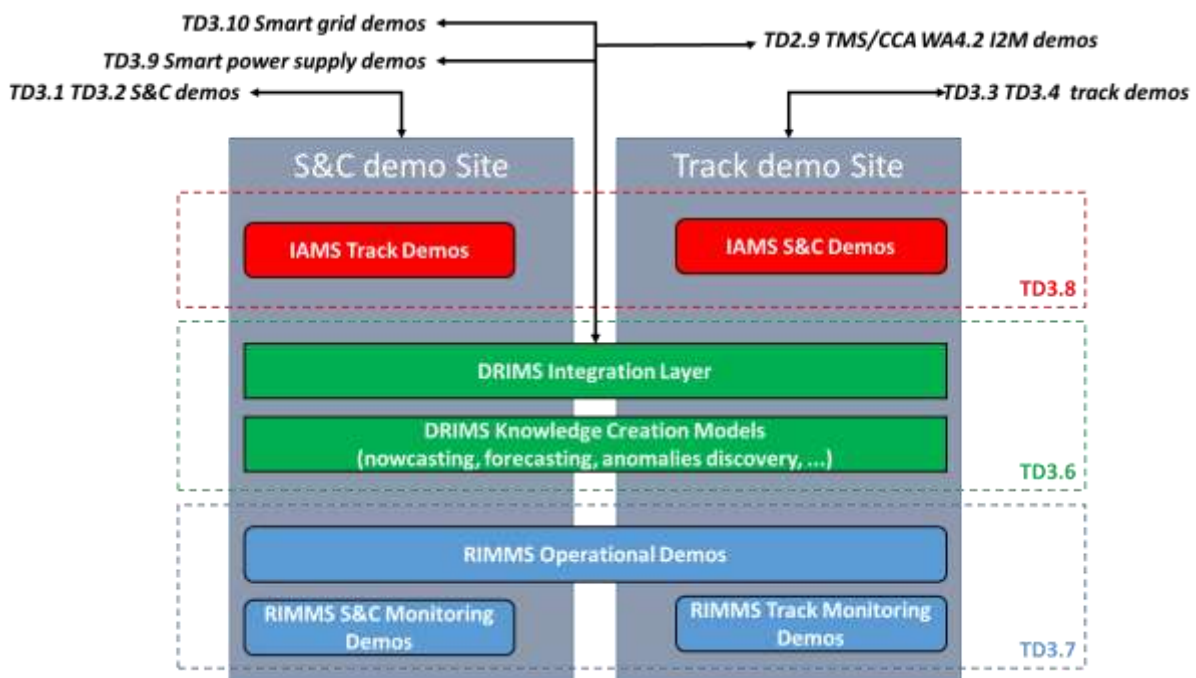 TD3.10 Smart grid demos
TD2.9 TMS/CCA WA4.2 I2M demos
TD3.9 Smart power supply demos
TD3.1 TD3.2 S&C demos
TD3.3 TD3.4 track demos
S&C demo Site
Track demo Site
IAMS Track Demos
IAMS S&C Demos
TD3.8
DRIMS Integration Layer
DRIMS Knowledge Creation Models
(nowcasting, forecasting, anomalies discovery, ...)
TD3.6
RIMMS Operational Demos
RIMMS S&C Monitoring
Demos
RIMMS Track Monitoring
Demos
TD3.7